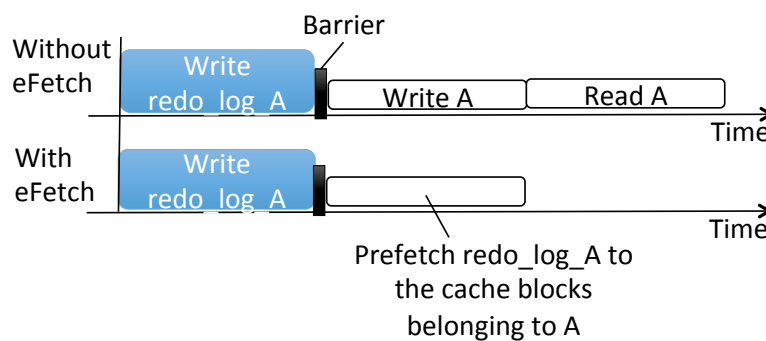 Barrier
Without
eFetch
Write
redo_log_A
Write A
Read A
Time
With
eFetch
Write
redo_log_A
Time
Prefetch redo_log_A to
the cache blocks
belonging to A